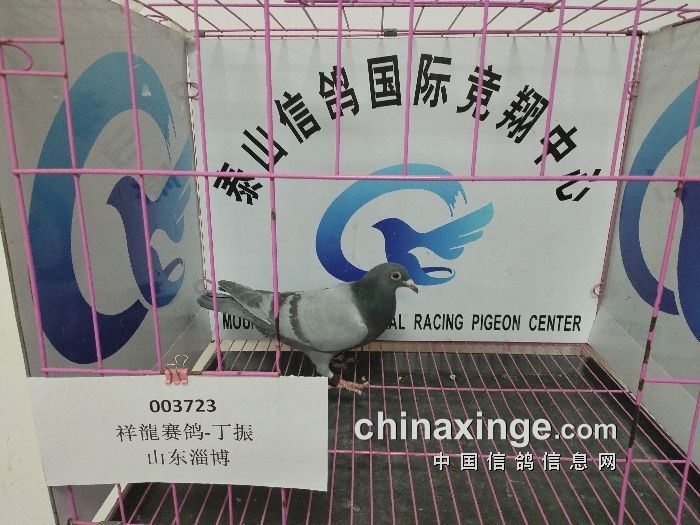 泰山信鸽国际竞翔中心
MOU AL RACING PIGEON CENTER
003723
祥龍赛鸽-丁振
山东淄博
chinaxinge.com
中国信鸽信息网